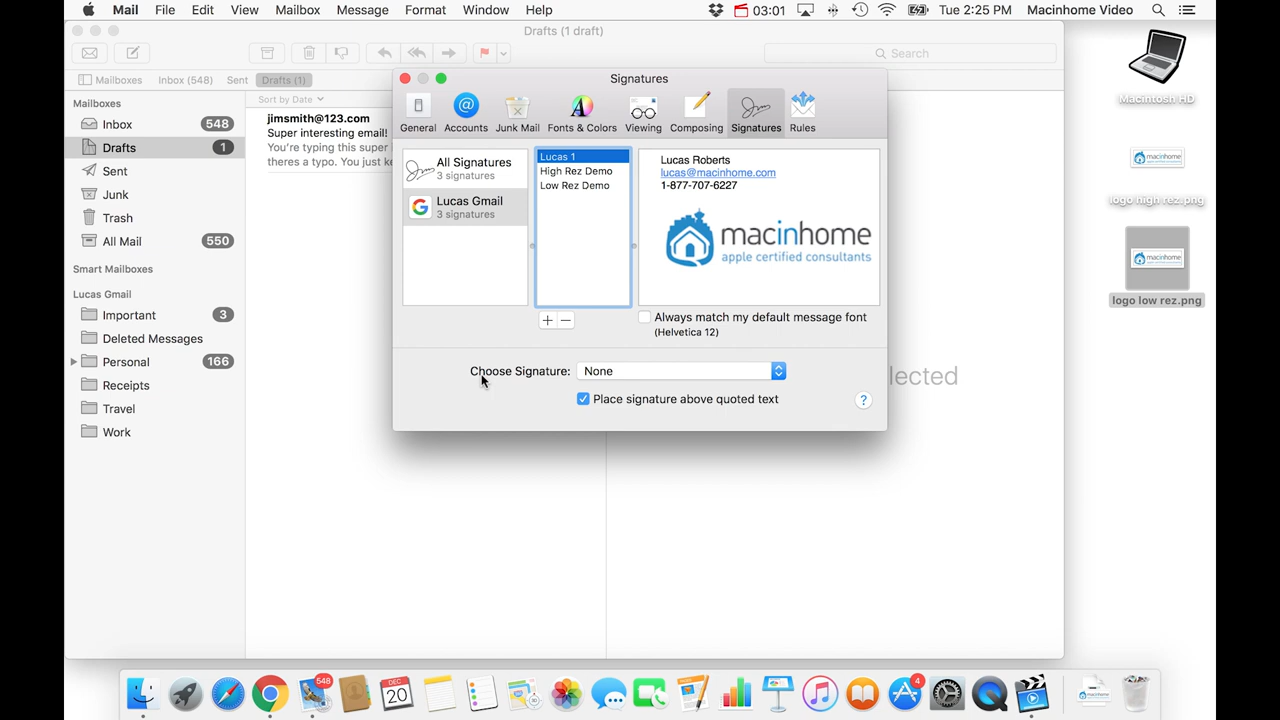 Mail File Edit View Mailbox Message Format Window Help 03:01 Tue 2:25 PM Macinhome Video
Drafts (1 draft)
Search
Mailboxes Inbox (548) Sent Drafts (1)
Mailboxes
Inbox 548
Drafts 1
Sent
Junk
Trash
All Mail 550
Smart Mailboxes
Lucas Gmail
Important 3
Deleted Messages
Personal 166
Receipts
Travel
Work
Sort by Date
jimsmith@123.com
Super interesting email!
You're typing this super
theres a typo. You just ke
Signatures
General Accounts Junk Mail Fonts & Colors Viewing Composing Signatures Rules
All Signatures
3 signatures
Lucas Gmail
3 signatures
Lucas 1
High Rez Demo
Low Rez Demo
Lucas Roberts
lucas@macinhome.com
1-877-707-6227
macinhome
apple certified consultants
+ −
Always match my default message font
(Helvetica 12)
Choose Signature: None
Place signature above quoted text
?
lected
Macintosh HD
macinhome
logo high rez.png
macinhome
logo low rez.png
548
DEC
20
4